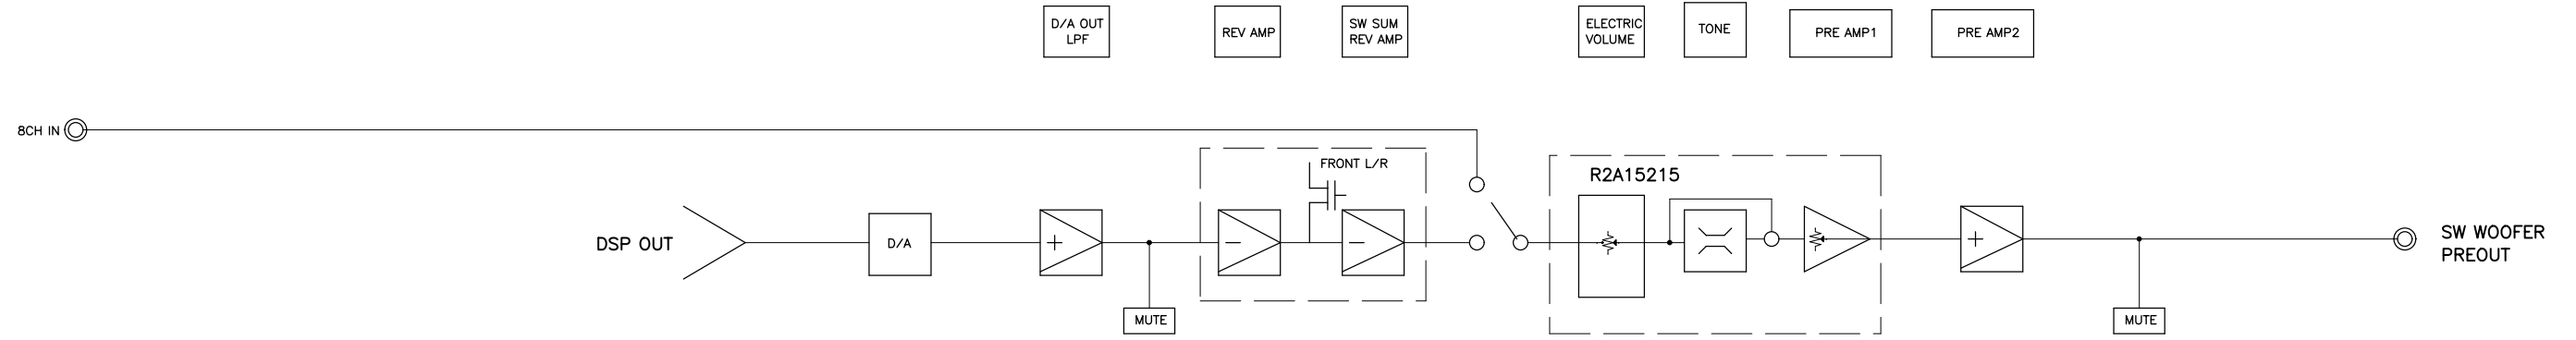 D/A OUT
LPF
REV AMP
SW SUM
REV AMP
ELECTRIC
VOLUME
TONE
PRE AMP1
PRE AMP2
8CH IN
FRONT L/R
R2A15215
DSP OUT
D/A
SW WOOFER
PREOUT
MUTE
MUTE